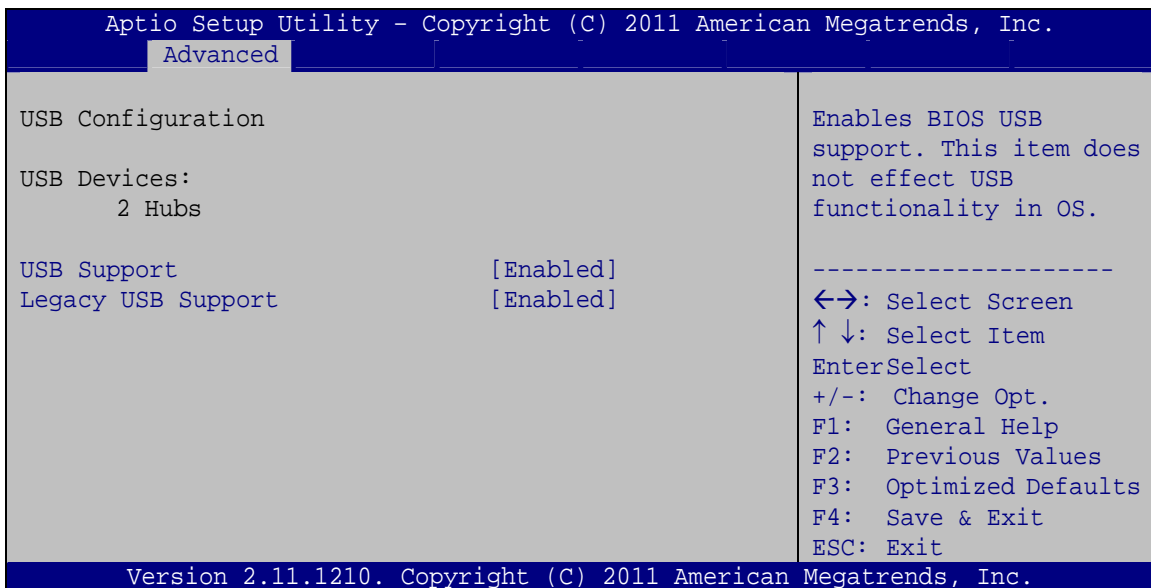 Aptio Setup Utility – Copyright (C) 2011 American Megatrends, Inc.
Advanced
USB Configuration
USB Devices:
2 Hubs
USB Support [Enabled]
Legacy USB Support [Enabled]
Enables BIOS USB
support. This item does
not effect USB
functionality in OS.
---------------------
←→: Select Screen
↑ ↓: Select Item
EnterSelect
+/-: Change Opt.
F1: General Help
F2: Previous Values
F3: Optimized Defaults
F4: Save & Exit
ESC: Exit
Version 2.11.1210. Copyright (C) 2011 American Megatrends, Inc.